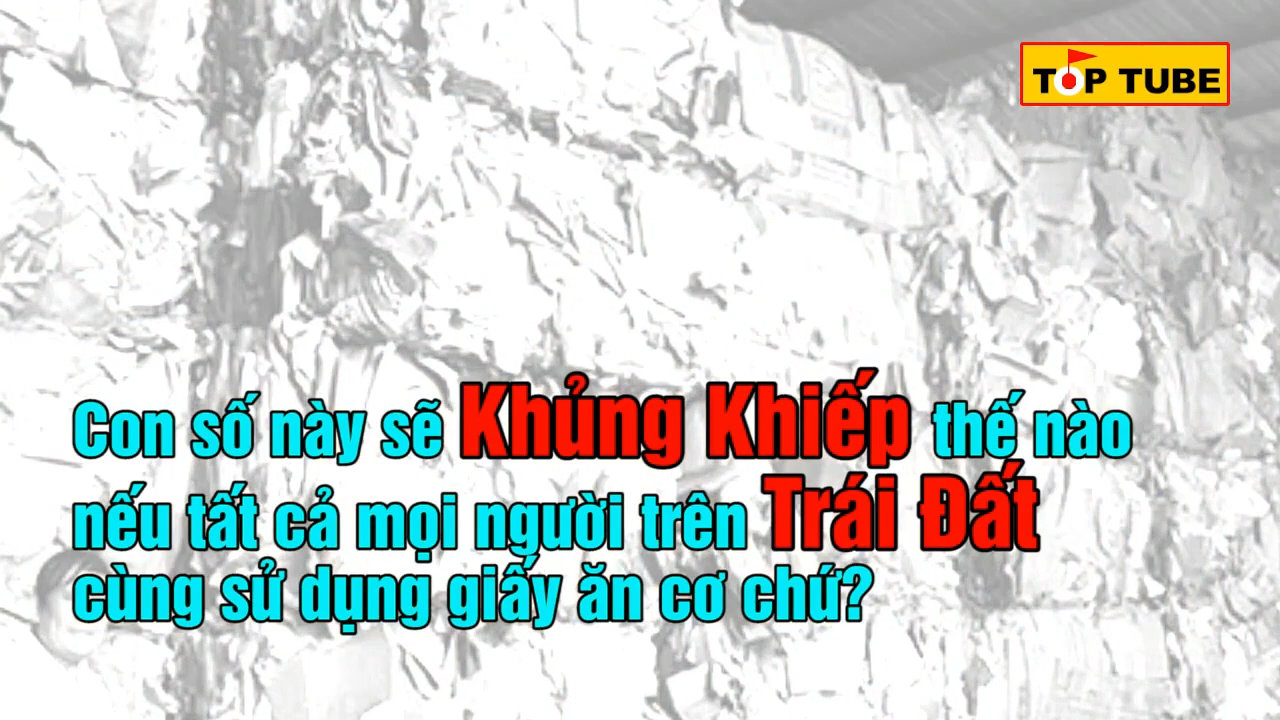 TOP TUBE
Con số này sẽ Khủng Khiếp thế nào
nếu tất cả mọi người trên Trái Đất
cùng sử dụng giấy ăn cơ chứ?